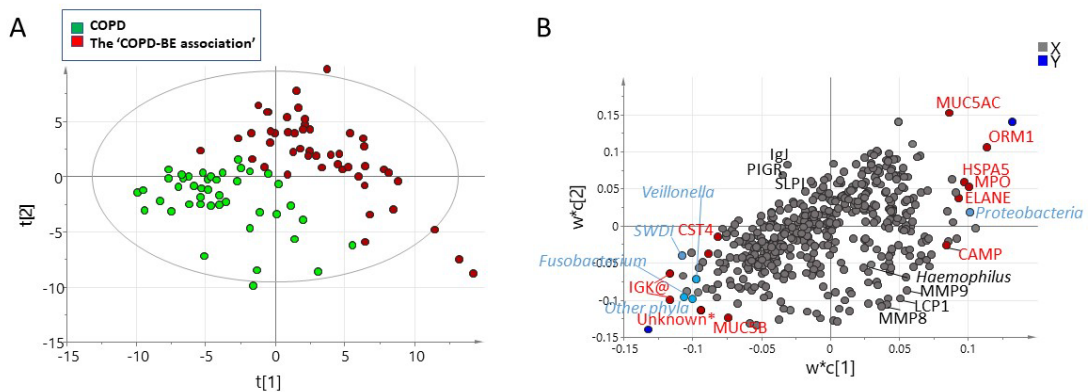 A
COPD
The ‘COPD-BE association’
5
0
-5
-10
t[2]
-15
-10
-5
0
5
10
t[1]
B
X
Y
0.15
0.10
0.05
0.00
-0.05
-0.1
-0.15
w*c[2]
MUC5AC
ORM1
IgJ
PIGR
SLPI
HSPA5
MPO
ELANE
Veillonella
Proteobacteria
SWDI
CST4
CAMP
Fusobacterium
Haemophilus
IGK@
MMP9
Other phyla
LCP1
MMP8
Unknown*
MUC5B
-0.15
-0.1
-0.05
0
0.05
0.1
w*c[1]